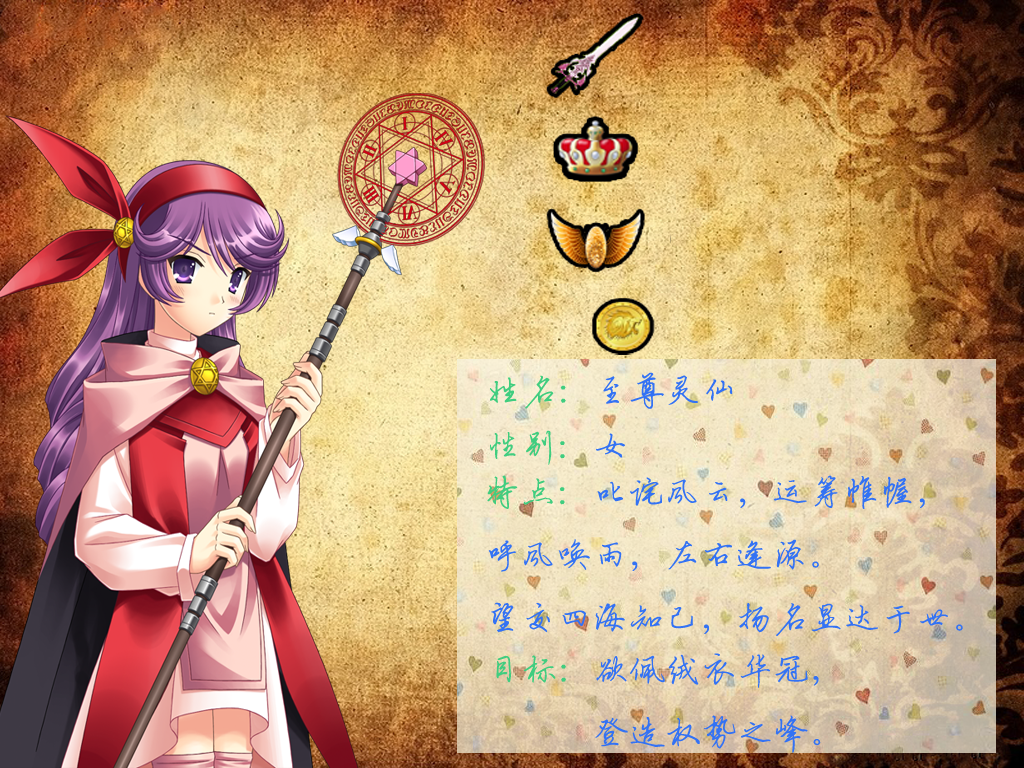 姓名：至尊灵仙
性别：女
特点：叱诧风云，运筹帷幄，
呼风唤雨，左右逢源。
望交四海知己，扬名显达于世。
目标：欲佩绒衣华冠，
登造权势之峰。